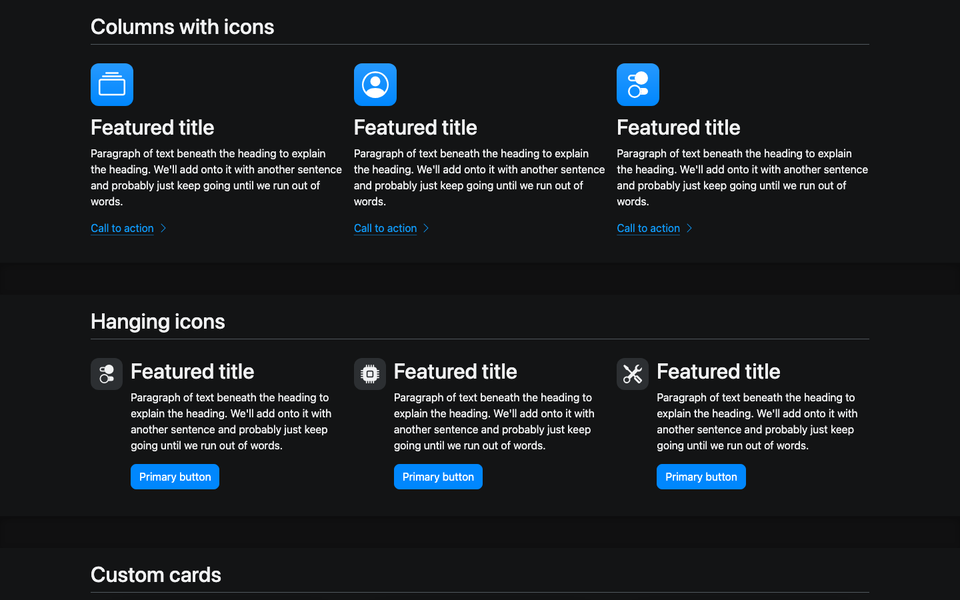 Columns with icons
Featured title
Paragraph of text beneath the heading to explain
the heading. We'll add onto it with another sentence
and probably just keep going until we run out of
words.
Call to action
Featured title
Paragraph of text beneath the heading to explain
the heading. We'll add onto it with another sentence
and probably just keep going until we run out of
words.
Call to action
Featured title
Paragraph of text beneath the heading to explain
the heading. We'll add onto it with another sentence
and probably just keep going until we run out of
words.
Call to action
Hanging icons
Featured title
Paragraph of text beneath the heading to
explain the heading. We'll add onto it with
another sentence and probably just keep
going until we run out of words.
Primary button
Featured title
Paragraph of text beneath the heading to
explain the heading. We'll add onto it with
another sentence and probably just keep
going until we run out of words.
Primary button
Featured title
Paragraph of text beneath the heading to
explain the heading. We'll add onto it with
another sentence and probably just keep
going until we run out of words.
Primary button
Custom cards